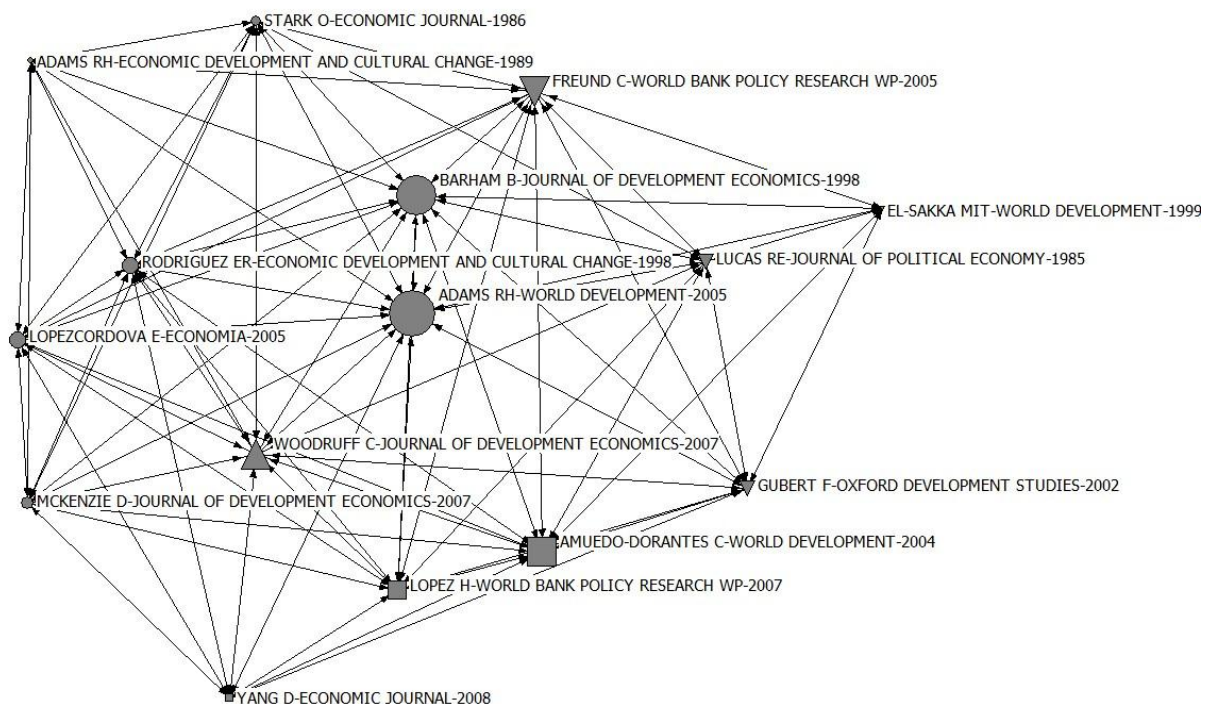 STARK O-ECONOMIC JOURNAL-1986
ADAMS RH-ECONOMIC DEVELOPMENT AND CULTURAL CHANGE-1989
FREUND C-WORLD BANK POLICY RESEARCH WP-2005
BARHAM B-JOURNAL OF DEVELOPMENT ECONOMICS-1998
EL-SAKKA MIT-WORLD DEVELOPMENT-1999
RODRIGUEZ ER-ECONOMIC DEVELOPMENT AND CULTURAL CHANGE-1998
LUCAS RE-JOURNAL OF POLITICAL ECONOMY-1985
ADAMS RH-WORLD DEVELOPMENT-2005
LOPEZCORDOVA E-ECONOMIA-2005
WOODRUFF C-JOURNAL OF DEVELOPMENT ECONOMICS-2007
GUBERT F-OXFORD DEVELOPMENT STUDIES-2002
MCKENZIE D-JOURNAL OF DEVELOPMENT ECONOMICS-2007
AMUEDO-DORANTES C-WORLD DEVELOPMENT-2004
LOPEZ H-WORLD BANK POLICY RESEARCH WP-2007
YANG D-ECONOMIC JOURNAL-2008